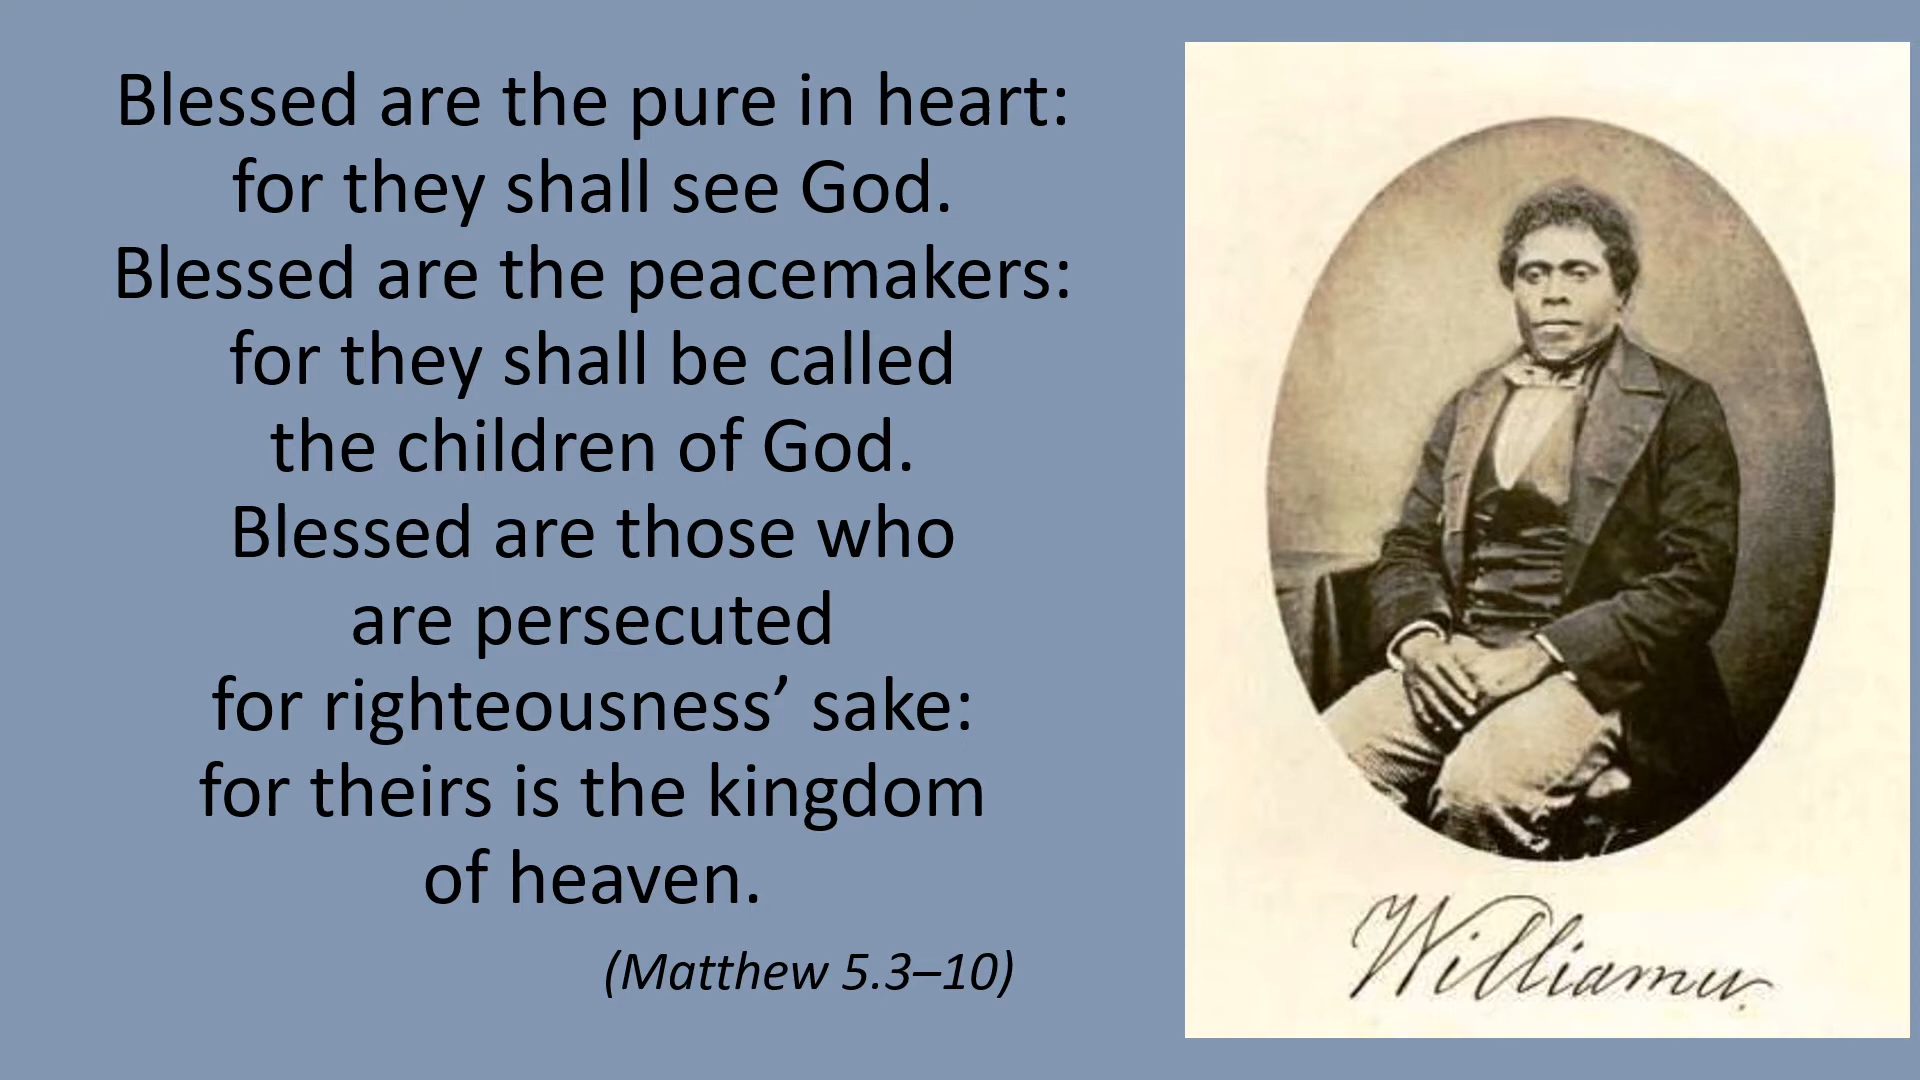 Blessed are the pure in heart:
for they shall see God.
Blessed are the peacemakers:
for they shall be called
the children of God.
Blessed are those who
are persecuted
for righteousness’ sake:
for theirs is the kingdom
of heaven.
(Matthew 5.3–10)
Williamu.